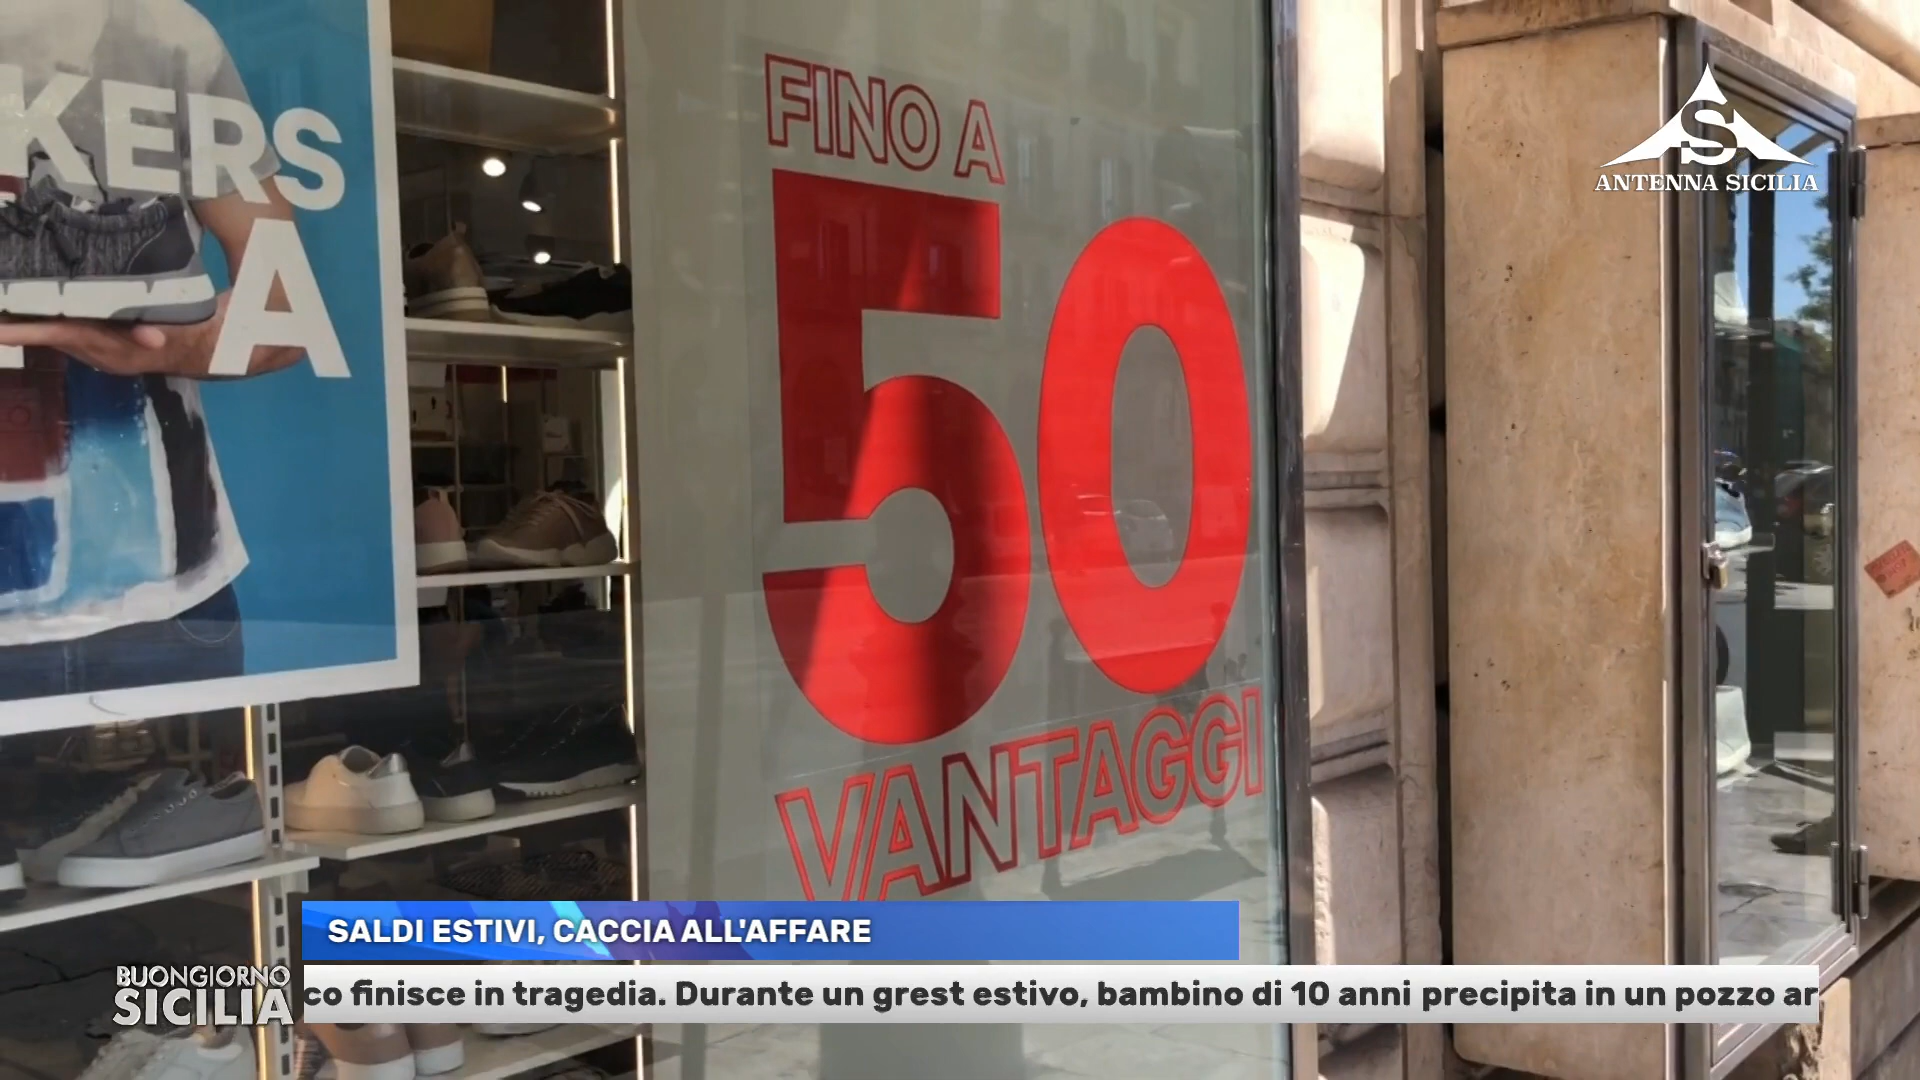 KERS
A
FINO A
50
VANTAGGI
ANTENNA SICILIA
SALDI ESTIVI, CACCIA ALL'AFFARE
BUONGIORNO
SICILIA
co finisce in tragedia. Durante un grest estivo, bambino di 10 anni precipita in un pozzo ar